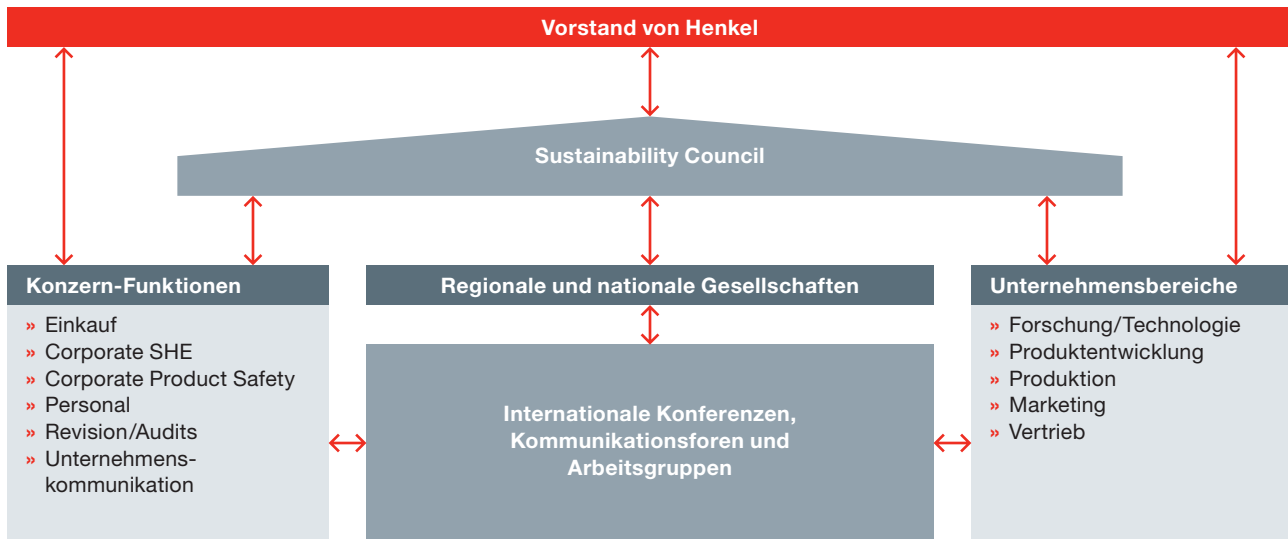 Vorstand von Henkel
Sustainability Council
Konzern-Funktionen
» Einkauf
» Corporate SHE
» Corporate Product Safety
» Personal
» Revision/Audits
» Unternehmens-
kommunikation
Regionale und nationale Gesellschaften
Internationale Konferenzen,
Kommunikationsforen und
Arbeitsgruppen
Unternehmensbereiche
» Forschung/Technologie
» Produktentwicklung
» Produktion
» Marketing
» Vertrieb